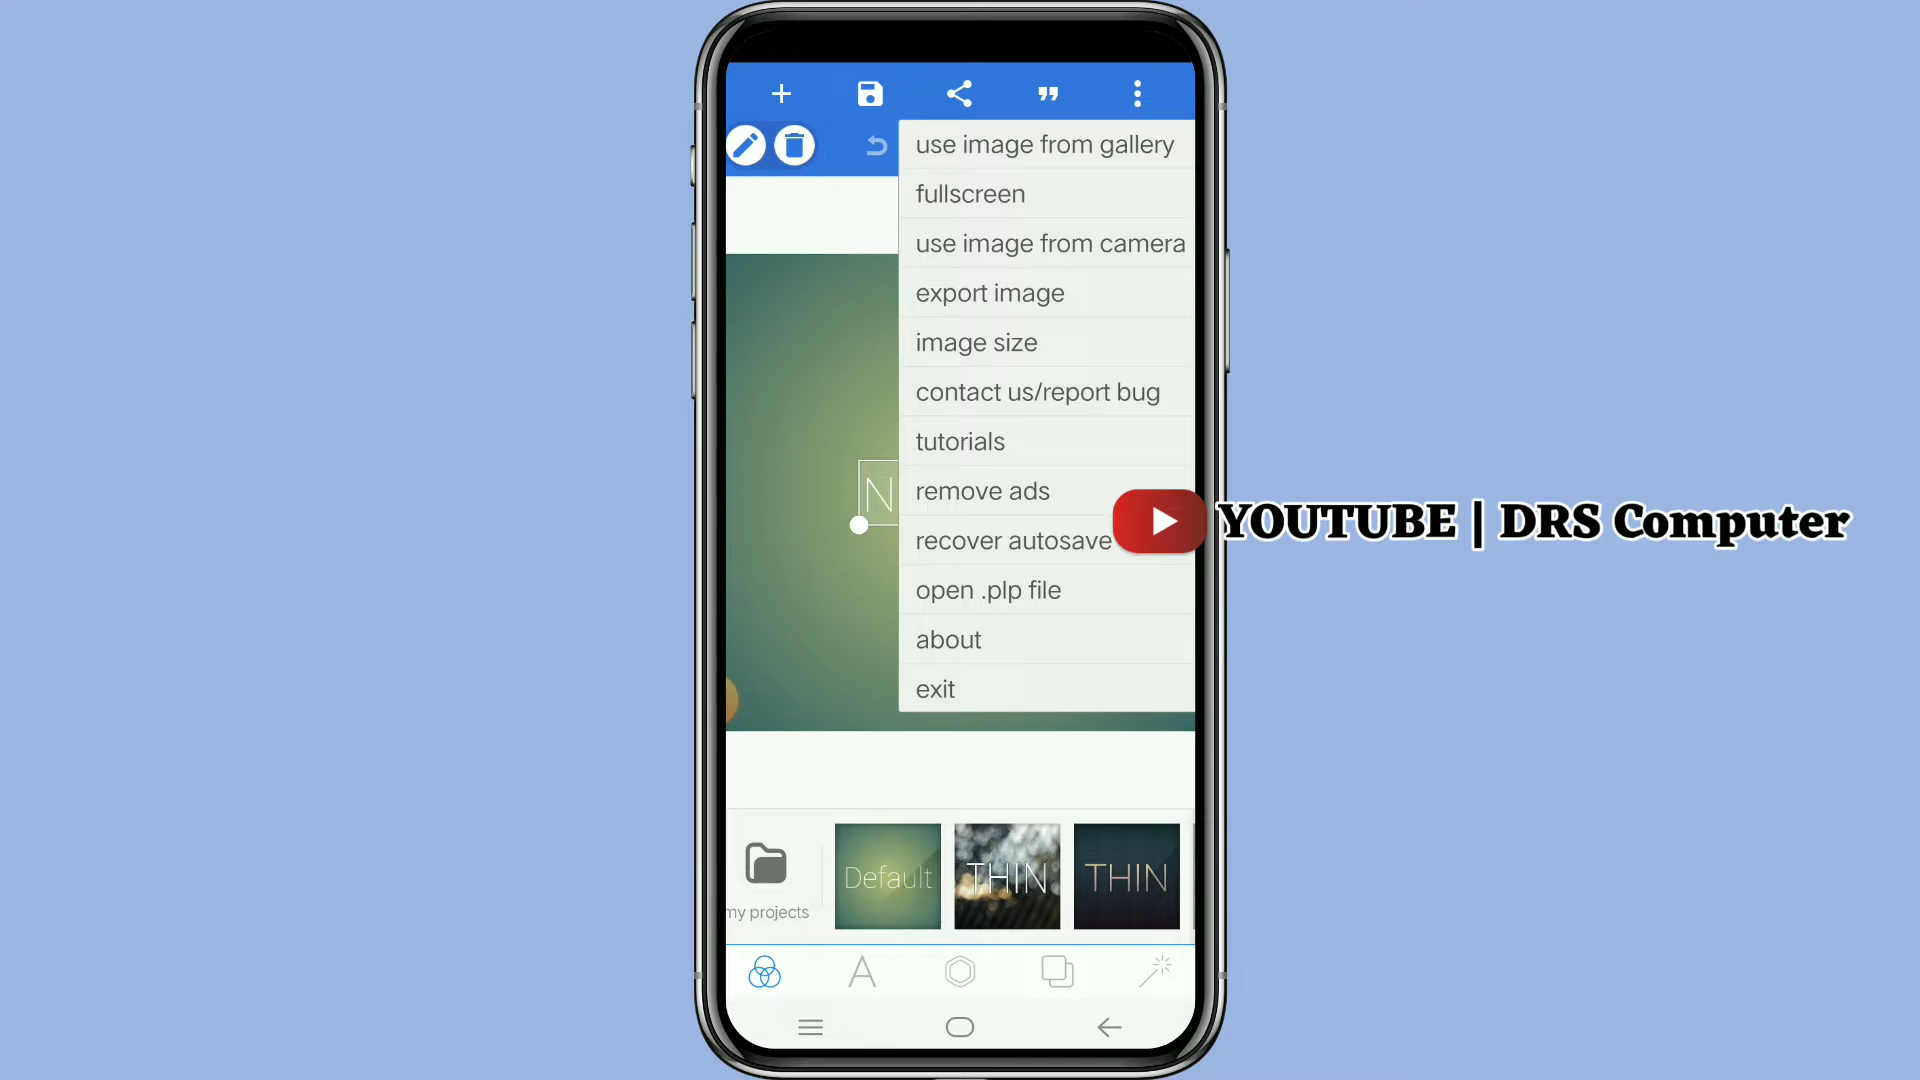 use image from gallery
fullscreen
use image from camera
export image
image size
contact us/report bug
tutorials
N
remove ads
YOUTUBE | DRS Computer
recover autosave
open .plp file
about
exit
my projects
Default
THIN
THIN
A